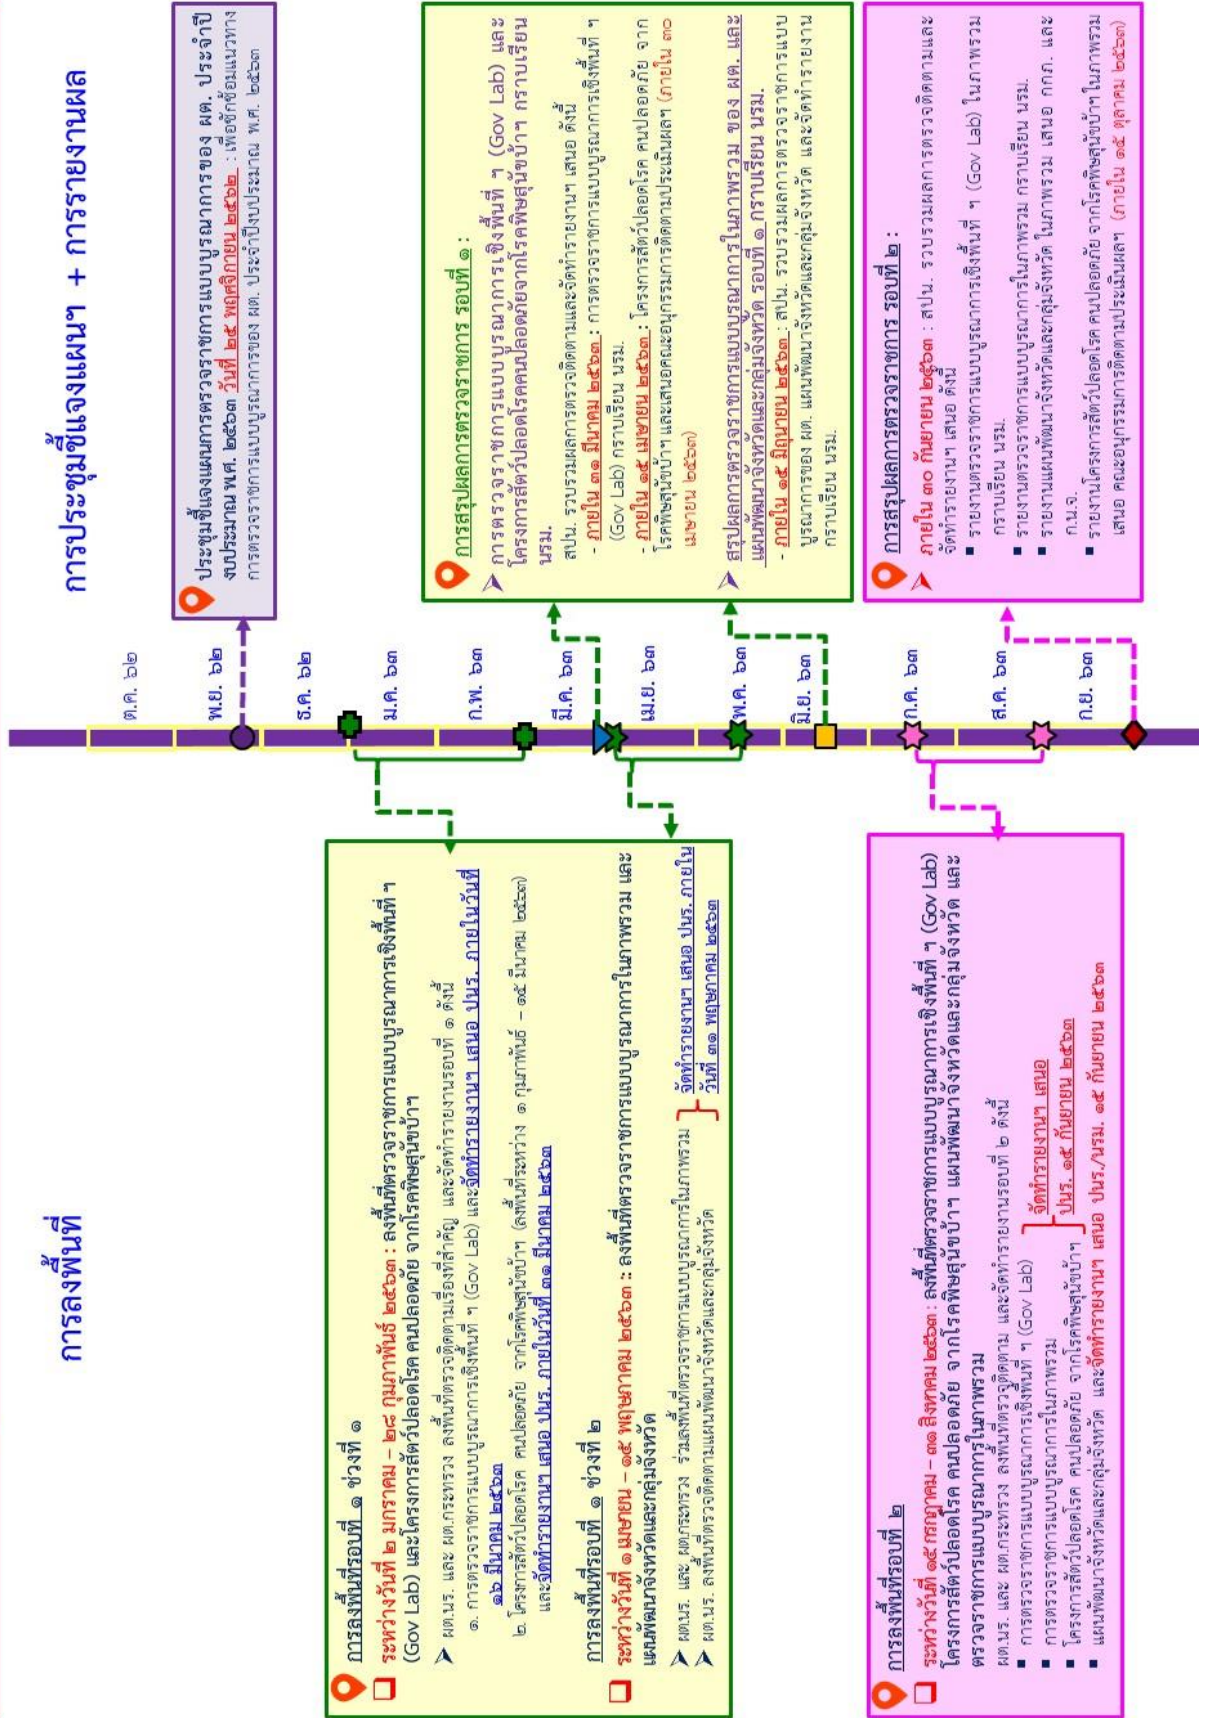 การประชุมชี้แจงแผนฯ + การรายงานผล
ประชุมชี้แจงแผนการตรวจราชการแบบบูรณาการของ ผต. ประจำปี
งบประมาณ พ.ศ. ๒๕๖๓ วันที่ ๒๕ พฤศจิกายน ๒๕๖๒ : เพื่อซักซ้อมแนวทาง
การตรวจราชการแบบบูรณาการของ ผต. ประจำปีงบประมาณ พ.ศ. ๒๕๖๓
การสรุปผลการตรวจราชการ รอบที่ ๑ :
การตรวจราชการแบบบูรณาการเชิงพื้นที่ ฯ (Gov Lab) และ
โครงการสัตว์ปลอดโรคคนปลอดภัยจากโรคพิษสุนัขบ้าฯ กราบเรียน
นรม.
สปน. รวบรวมผลการตรวจติดตามและจัดทำรายงานฯ เสนอ ดังนี้
- ภายใน ๓๑ มีนาคม ๒๕๖๓ : การตรวจราชการแบบบูรณาการเชิงพื้นที่ ฯ
(Gov Lab) กราบเรียน นรม.
- ภายใน ๑๕ เมษายน ๒๕๖๓ : โครงการสัตว์ปลอดโรค คนปลอดภัย จาก
โรคพิษสุนัขบ้าฯ และเสนอคณะอนุกรรมการติดตามประเมินผลฯ (ภายใน ๓๐
เมษายน ๒๕๖๓)
สรุปผลการตรวจราชการแบบบูรณาการในภาพรวม ของ ผต. และ
แผนพัฒนาจังหวัดและกลุ่มจังหวัด รอบที่ ๑ กราบเรียน นรม.
- ภายใน ๑๕ มิถุนายน ๒๕๖๓ : สปน. รวบรวมผลการตรวจราชการแบบ
บูรณาการของ ผต. แผนพัฒนาจังหวัดและกลุ่มจังหวัด และจัดทำรายงาน
กราบเรียน นรม.
การสรุปผลการตรวจราชการ รอบที่ ๒ :
ภายใน ๓๐ กันยายน ๒๕๖๓ : สปน. รวบรวมผลการตรวจติดตามและ
จัดทำรายงานฯ เสนอ ดังนี้
▪ รายงานตรวจราชการแบบบูรณาการเชิงพื้นที่ ฯ (Gov Lab) ในภาพรวม
กราบเรียน นรม.
▪ รายงานตรวจราชการแบบบูรณาการในภาพรวม กราบเรียน นรม.
▪ รายงานแผนพัฒนาจังหวัดและกลุ่มจังหวัด ในภาพรวม เสนอ กกภ. และ
ก.น.จ.
▪ รายงานโครงการสัตว์ปลอดโรค คนปลอดภัย จากโรคพิษสุนัขบ้าฯ ในภาพรวม
เสนอ คณะอนุกรรมการติดตามประเมินผลฯ (ภายใน ๑๕ ตุลาคม ๒๕๖๓)
ต.ค. ๖๒
พ.ย. ๖๒
ธ.ค. ๖๒
ม.ค. ๖๓
ก.พ. ๖๓
มี.ค. ๖๓
เม.ย. ๖๓
พ.ค. ๖๓
มิ.ย. ๖๓
ก.ค. ๖๓
ส.ค. ๖๓
ก.ย. ๖๓
การลงพื้นที่
การลงพื้นที่รอบที่ ๑ ช่วงที่ ๑
ระหว่างวันที่ ๒ มกราคม – ๒๘ กุมภาพันธ์ ๒๕๖๓ : ลงพื้นที่ตรวจราชการแบบบูรณาการเชิงพื้นที่ ฯ
(Gov Lab) และโครงการสัตว์ปลอดโรค คนปลอดภัย จากโรคพิษสุนัขบ้าฯ
ผต.นร. และ ผต.กระทรวง ลงพื้นที่ตรวจติดตามเรื่องที่สำคัญ และจัดทำรายงานรอบที่ ๑ ดังนี้
๑. การตรวจราชการแบบบูรณาการเชิงพื้นที่ ฯ (Gov Lab) และจัดทำรายงานฯ เสนอ ปนร. ภายในวันที่
๑๖ มีนาคม ๒๕๖๓
๒. โครงการสัตว์ปลอดโรค คนปลอดภัย จากโรคพิษสุนัขบ้าฯ (ลงพื้นที่ระหว่าง ๑ กุมภาพันธ์ – ๑๕ มีนาคม ๒๕๖๓)
และจัดทำรายงานฯ เสนอ ปนร. ภายในวันที่ ๓๑ มีนาคม ๒๕๖๓
การลงพื้นที่รอบที่ ๑ ช่วงที่ ๒
ระหว่างวันที่ ๑ เมษายน – ๑๕ พฤษภาคม ๒๕๖๓ :: ลงพื้นที่ตรวจราชการแบบบูรณาการในภาพรวม และ
แผนพัฒนาจังหวัดและกลุ่มจังหวัด
ผต.นร. และ ผต.กระทรวง ร่วมลงพื้นที่ตรวจราชการแบบบูรณาการในภาพรวม
ผต.นร. ลงพื้นที่ตรวจติดตามแผนพัฒนาจังหวัดและกลุ่มจังหวัด
จัดทำรายงานฯ เสนอ ปนร. ภายใน
วันที่ ๓๑ พฤษภาคม ๒๕๖๓
การลงพื้นที่รอบที่ ๒
ระหว่างวันที่ ๑๕ กรกฎาคม – ๓๑ สิงหาคม ๒๕๖๓ : ลงพื้นที่ตรวจราชการแบบบูรณาการเชิงพื้นที่ ฯ (Gov Lab)
โครงการสัตว์ปลอดโรค คนปลอดภัย จากโรคพิษสุนัขบ้าฯ แผนพัฒนาจังหวัดและกลุ่มจังหวัด และ
ตรวจราชการแบบบูรณาการในภาพรวม
ผต.นร. และ ผต.กระทรวง ลงพื้นที่ตรวจติดตาม และจัดทำรายงานรอบที่ ๒ ดังนี้
▪ การตรวจราชการแบบบูรณาการเชิงพื้นที่ ฯ (Gov Lab)
▪ การตรวจราชการแบบบูรณาการในภาพรวม
▪ โครงการสัตว์ปลอดโรค คนปลอดภัย จากโรคพิษสุนัขบ้าฯ
จัดทำรายงานฯ เสนอ
ปนร. ๑๕ กันยายน ๒๕๖๓
▪ แผนพัฒนาจังหวัดและกลุ่มจังหวัด และจัดทำรายงานฯ เสนอ ปนร./นรม. ๑๕ กันยายน ๒๕๖๓